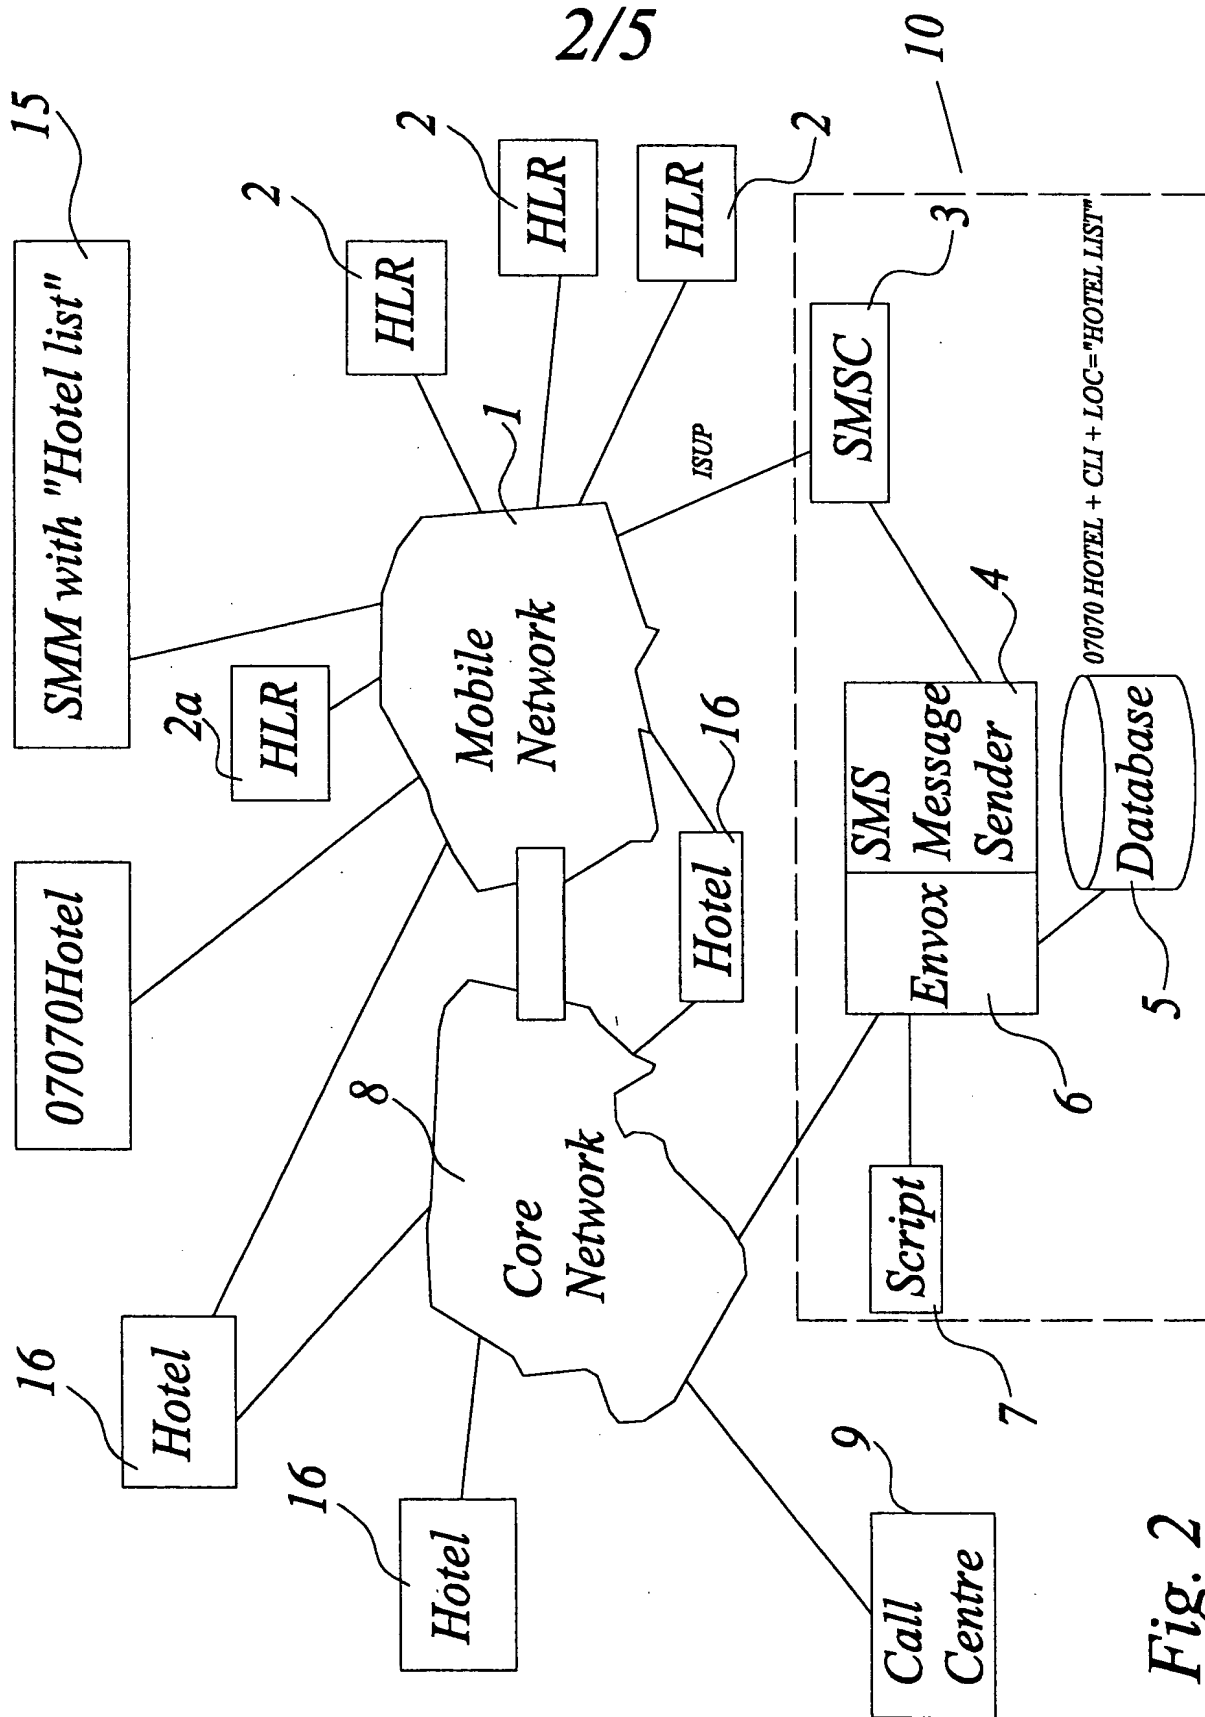 2/5
SMM with "Hotel list"
15
07070Hotel
2a
HLR
2
HLR
2
HLR
2
HLR
16
Hotel
16
Hotel
8
Core
Network
Mobile
Network
1
ISUP
Hotel
16
10
SMSC
3
SMS
Message
Sender
4
Envox
6
Script
7
Database
5
07070 HOTEL + CLI + LOC="HOTEL LIST"
Call
Centre
9
Fig. 2